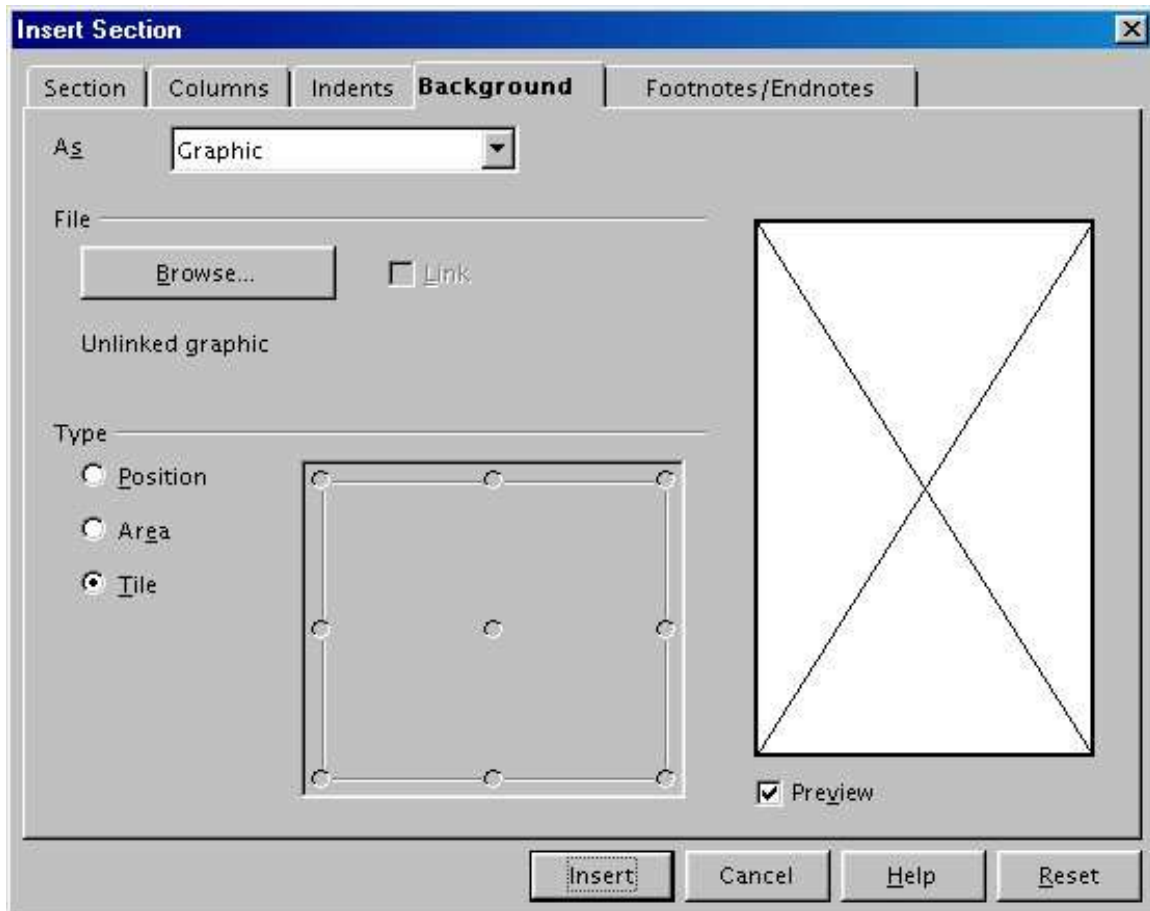 Insert Section
Section Columns Indents Background Footnotes/Endnotes
As Graphic
File
Browse... Link
Unlinked graphic
Type
Position
Area
Tile
Preview
Insert Cancel Help Reset